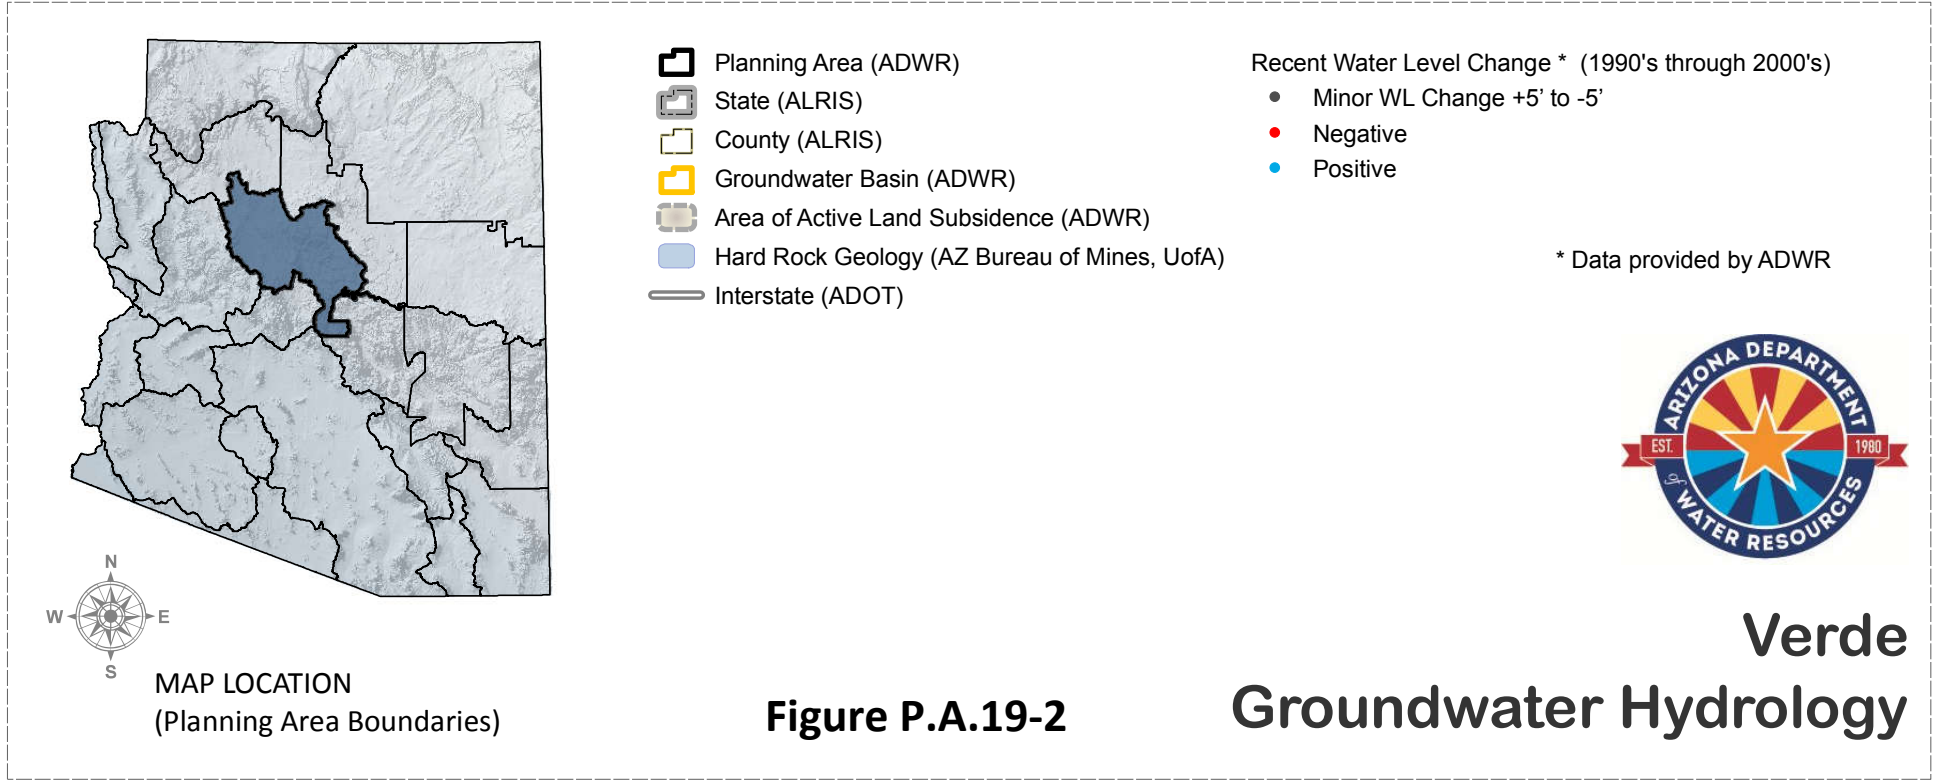 Planning Area (ADWR)
State (ALRIS)
County (ALRIS)
Groundwater Basin (ADWR)
Area of Active Land Subsidence (ADWR)
Hard Rock Geology (AZ Bureau of Mines, UofA)
Interstate (ADOT)
Recent Water Level Change * (1990's through 2000's)
Minor WL Change +5’ to -5’
Negative
Positive
* Data provided by ADWR
ARIZONA DEPARTMENT
EST. 1980
of WATER RESOURCES
N
W E
S
MAP LOCATION
(Planning Area Boundaries)
Figure P.A.19-2
Verde
Groundwater Hydrology